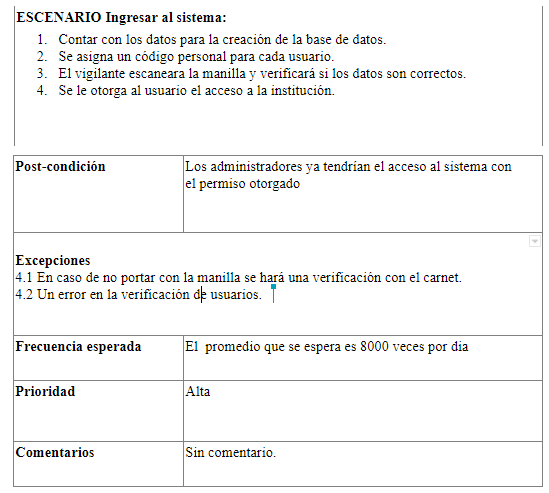 ESCENARIO Ingresar al sistema:
1. Contar con los datos para la creación de la base de datos.
2. Se asigna un código personal para cada usuario.
3. El vigilante escaneara la manilla y verificará si los datos son correctos.
4. Se le otorga al usuario el acceso a la institución.
Post-condición
Los administradores ya tendrían el acceso al sistema con
el permiso otorgado
Excepciones
4.1 En caso de no portar con la manilla se hará una verificación con el carnet.
4.2 Un error en la verificación de usuarios.
Frecuencia esperada
El promedio que se espera es 8000 veces por dia
Prioridad
Alta
Comentarios
Sin comentario.